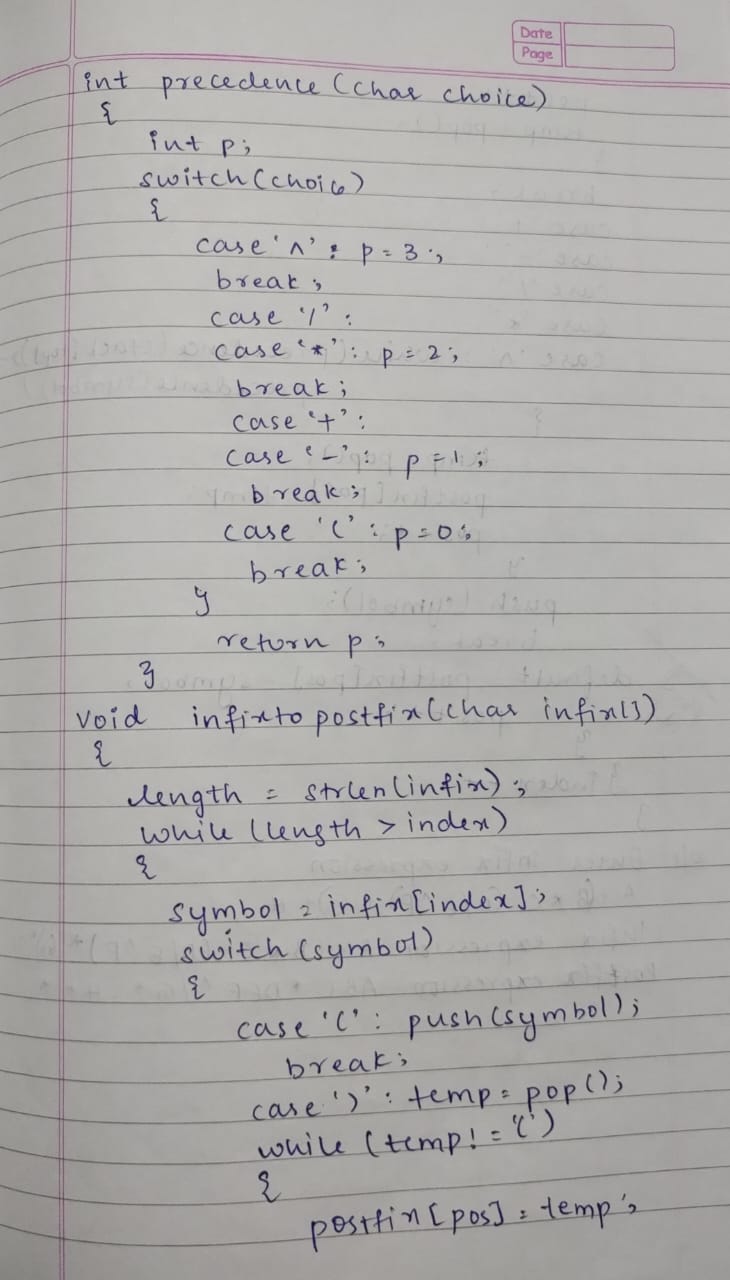 Date
Page
int precedence (char choice)
{
int p;
switch(choice)
{
case '^' : p = 3 ;
break ;
case '/' :
case '*' : p = 2 ;
break ;
case '+' :
case '-' : p = 1 ;
break ;
case '(' : p = 0 ;
break ;
}
return p ;
}
void infixto postfix(char infix[])
{
length = strlen(infix) ;
while (length > index)
{
symbol = infix[index] ;
switch (symbol)
{
case '(' : push(symbol) ;
break ;
case ')' : temp = pop() ;
while (temp != '(')
{
postfix[pos] = temp ;